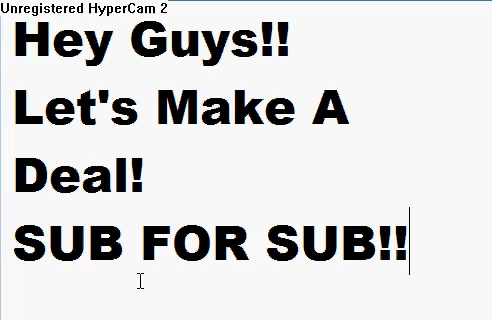 Unregistered HyperCam 2
Hey Guys!!
Let's Make A
Deal!
SUB FOR SUB!!